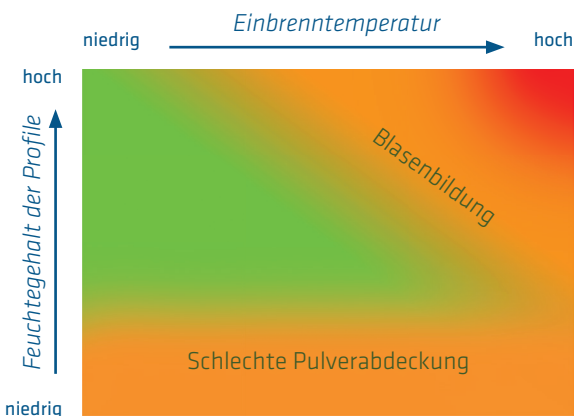 Einbrenntemperatur
niedrig
hoch
hoch
Feuchtegehalt der Profile
Blasenbildung
Schlechte Pulverabdeckung
niedrig